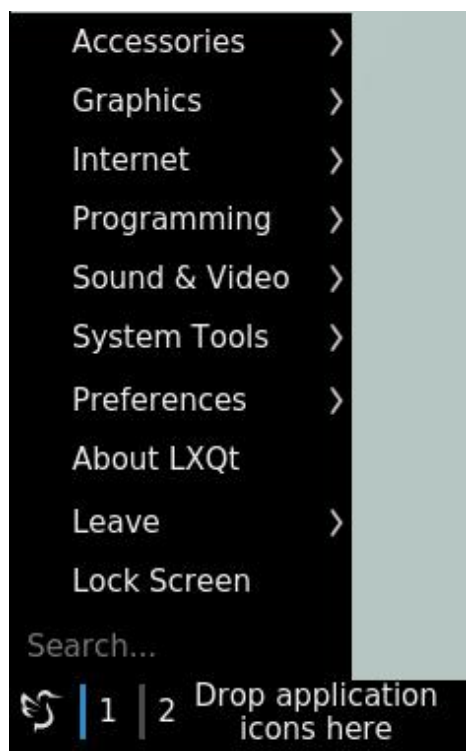 Accessories
Graphics
Internet
Programming
Sound & Video
System Tools
Preferences
About LXQt
Leave
Lock Screen
Search...
1 2 Drop application
icons here